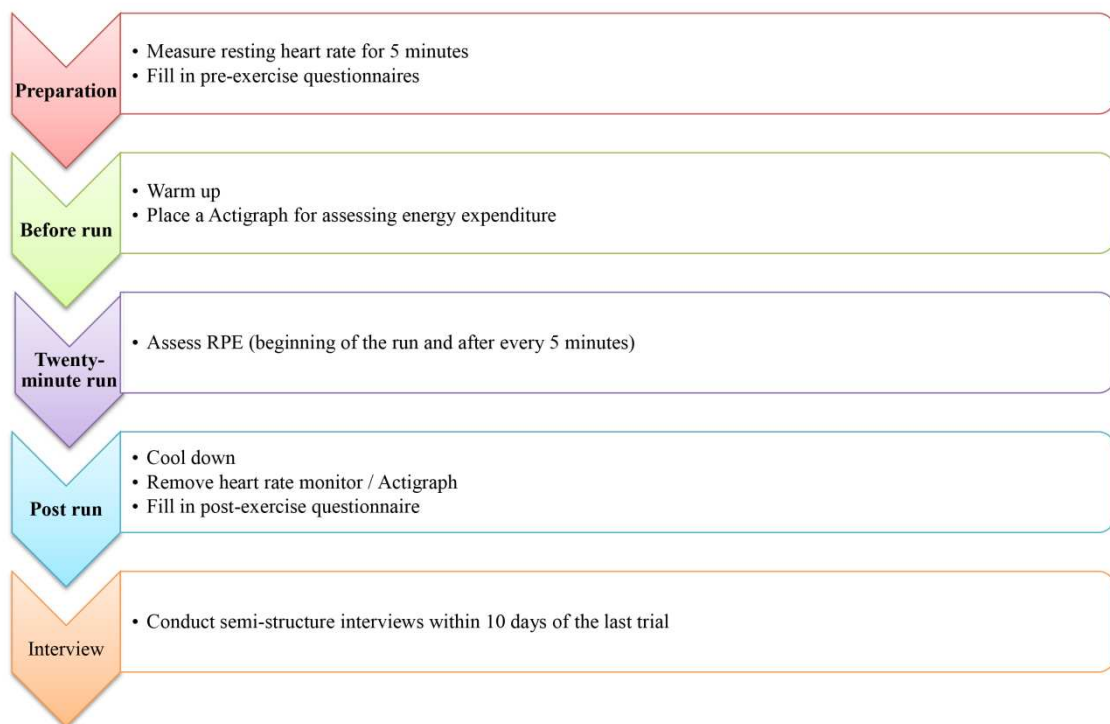 Preparation
• Measure resting heart rate for 5 minutes
• Fill in pre-exercise questionnaires
Before run
• Warm up
• Place a Actigraph for assessing energy expenditure
Twenty-
minute run
• Assess RPE (beginning of the run and after every 5 minutes)
Post run
• Cool down
• Remove heart rate monitor / Actigraph
• Fill in post-exercise questionnaire
Interview
• Conduct semi-structure interviews within 10 days of the last trial